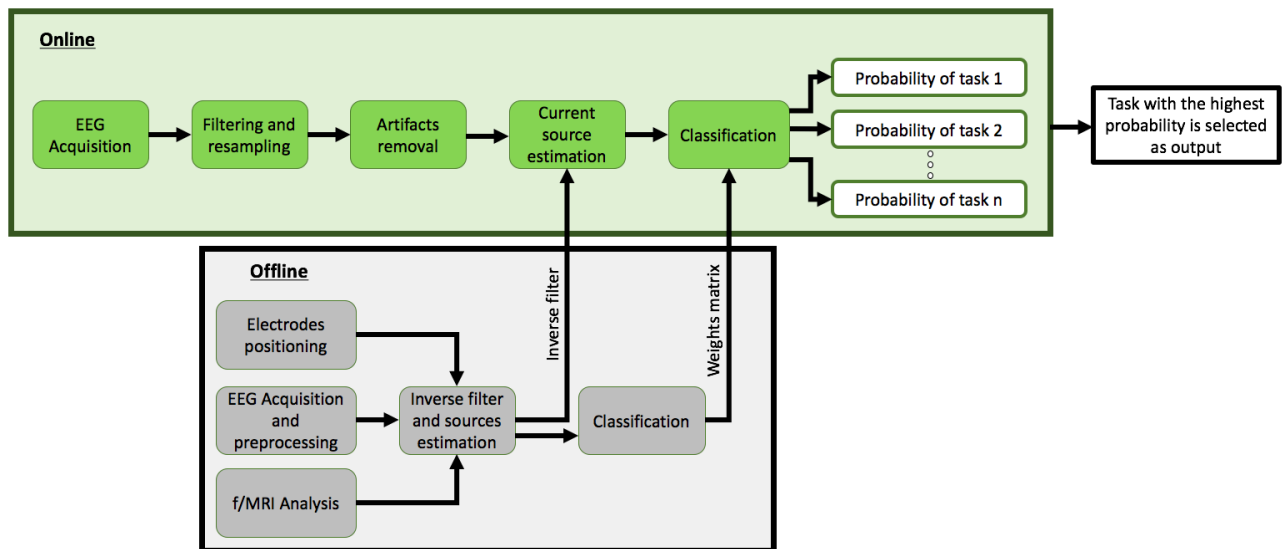 Online
EEG
Acquisition
Filtering and
resampling
Artifacts
removal
Current
source
estimation
Classification
Probability of task 1
Probability of task 2
Probability of task n
Task with the highest
probability is selected
as output
Offline
Electrodes
positioning
EEG Acquisition
and
preprocessing
f/MRI Analysis
Inverse filter
and sources
estimation
Classification
Inverse filter
Weights matrix